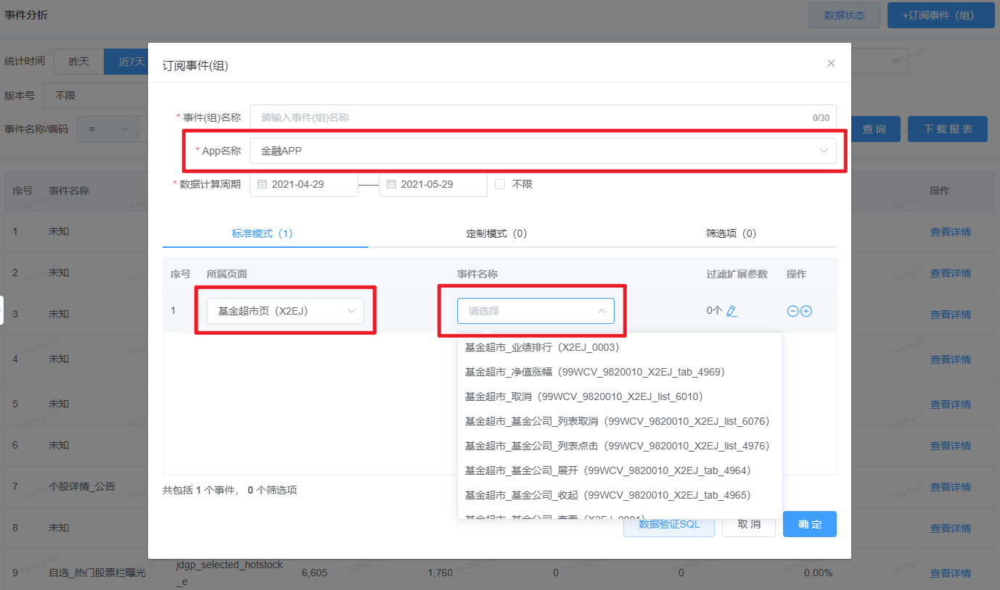 事件分析
数据状态
+订阅事件（组）
统计时间
昨天
近7天
版本号
不限
事件名称/编码
=
查 询
下 载 报 表
订阅事件(组)
* 事件(组)名称
请输入事件(组)名称
0/30
* App名称
金融APP
* 数据计算周期
2021-04-29
2021-05-29
不限
标准模式（1）
定制模式（0）
筛选项（0）
序号
所属页面
事件名称
过滤扩展参数
操作
1
基金超市页（X2EJ）
请选择
0个
基金超市_业绩排行（X2EJ_0003）
基金超市_净值涨幅（99WCV_9820010_X2EJ_tab_4969）
基金超市_取消（99WCV_9820010_X2EJ_list_6010）
基金超市_基金公司_列表取消（99WCV_9820010_X2EJ_list_6076）
基金超市_基金公司_列表点击（99WCV_9820010_X2EJ_list_4976）
基金超市_基金公司_展开（99WCV_9820010_X2EJ_tab_4964）
基金超市_基金公司_收起（99WCV_9820010_X2EJ_tab_4965）
共包括 1 个事件， 0 个筛选项
数据验证SQL
取 消
确 定
序号
事件名称
操作
1
未知
查看详情
2
未知
查看详情
3
未知
查看详情
4
未知
查看详情
5
未知
查看详情
6
未知
查看详情
7
个股详情_公告
查看详情
8
未知
查看详情
9
自选_热门股票栏曝光
jdgp_selected_hotstock
_e
6,605
1,760
0
0
0.00%
查看详情